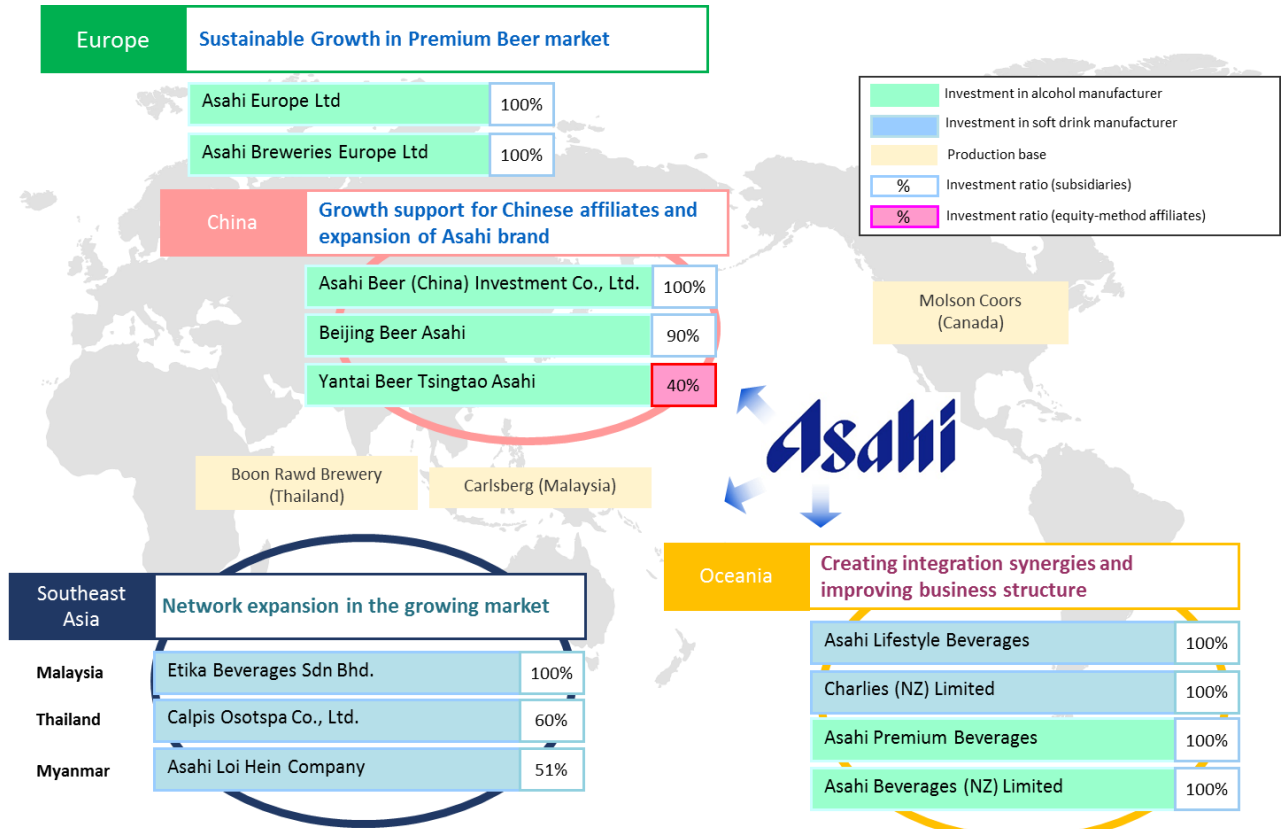 Europe
Sustainable Growth in Premium Beer market
Asahi Europe Ltd
100%
Asahi Breweries Europe Ltd
100%
Investment in alcohol manufacturer
Investment in soft drink manufacturer
Production base
%
Investment ratio (subsidiaries)
%
Investment ratio (equity-method affiliates)
China
Growth support for Chinese affiliates and
expansion of Asahi brand
Asahi Beer (China) Investment Co., Ltd.
100%
Beijing Beer Asahi
90%
Yantai Beer Tsingtao Asahi
40%
Molson Coors
(Canada)
Asahi
Boon Rawd Brewery
(Thailand)
Carlsberg (Malaysia)
Southeast
Asia
Network expansion in the growing market
Malaysia
Etika Beverages Sdn Bhd.
100%
Thailand
Calpis Osotspa Co., Ltd.
60%
Myanmar
Asahi Loi Hein Company
51%
Oceania
Creating integration synergies and
improving business structure
Asahi Lifestyle Beverages
100%
Charlies (NZ) Limited
100%
Asahi Premium Beverages
100%
Asahi Beverages (NZ) Limited
100%